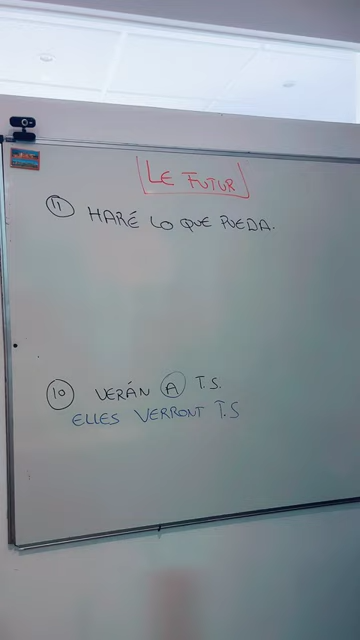 LE FUTUR
11 HARÉ LO QUE PUEDA.
10 VERÁN A T.S.
ELLES VERRONT T.S